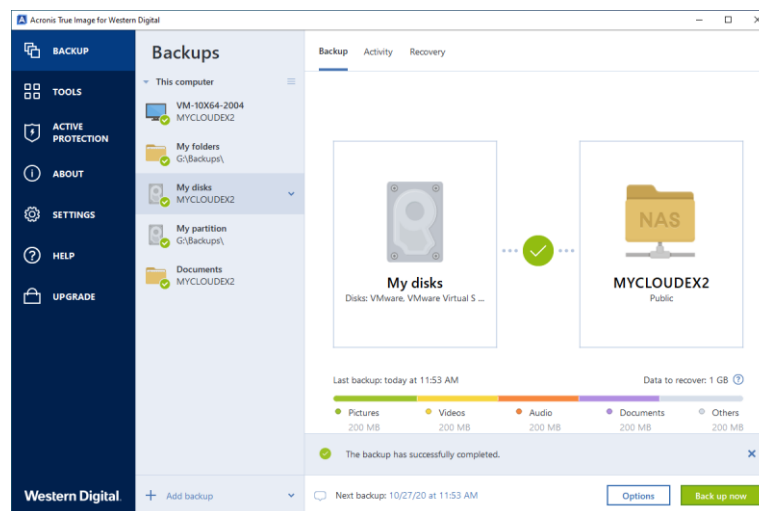 Acronis True Image for Western Digital
BACKUP
TOOLS
ACTIVE
PROTECTION
ABOUT
SETTINGS
HELP
UPGRADE
Western Digital.
Backups
This computer
VM-10X64-2004
MYCLOUDEX2
My folders
G:\Backups\
My disks
MYCLOUDEX2
My partition
G:\Backups\
Documents
MYCLOUDEX2
Add backup
Backup Activity Recovery
My disks
Disks: VMware, VMware Virtual S ...
NAS
MYCLOUDEX2
Public
Last backup: today at 11:53 AM
Data to recover: 1 GB
Pictures Videos Audio Documents Others
200 MB 200 MB 200 MB 200 MB 200 MB
The backup has successfully completed.
Next backup: 10/27/20 at 11:53 AM
Options
Back up now